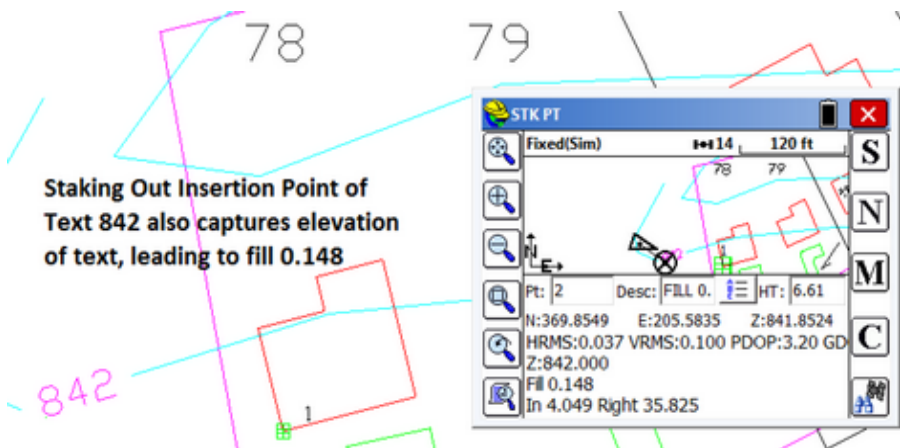 78 79
Staking Out Insertion Point of
Text 842 also captures elevation
of text, leading to fill 0.148
842
1
STK PT
Fixed(Sim) 14 120 ft
78 79
N
E
1
S
N
M
C
Pt: 2 Desc: FILL 0. HT: 6.61
N:369.8549 E:205.5835 Z:841.8524
HRMS:0.037 VRMS:0.100 PDOP:3.20 GD
Z:842.000
Fill 0.148
In 4.049 Right 35.825